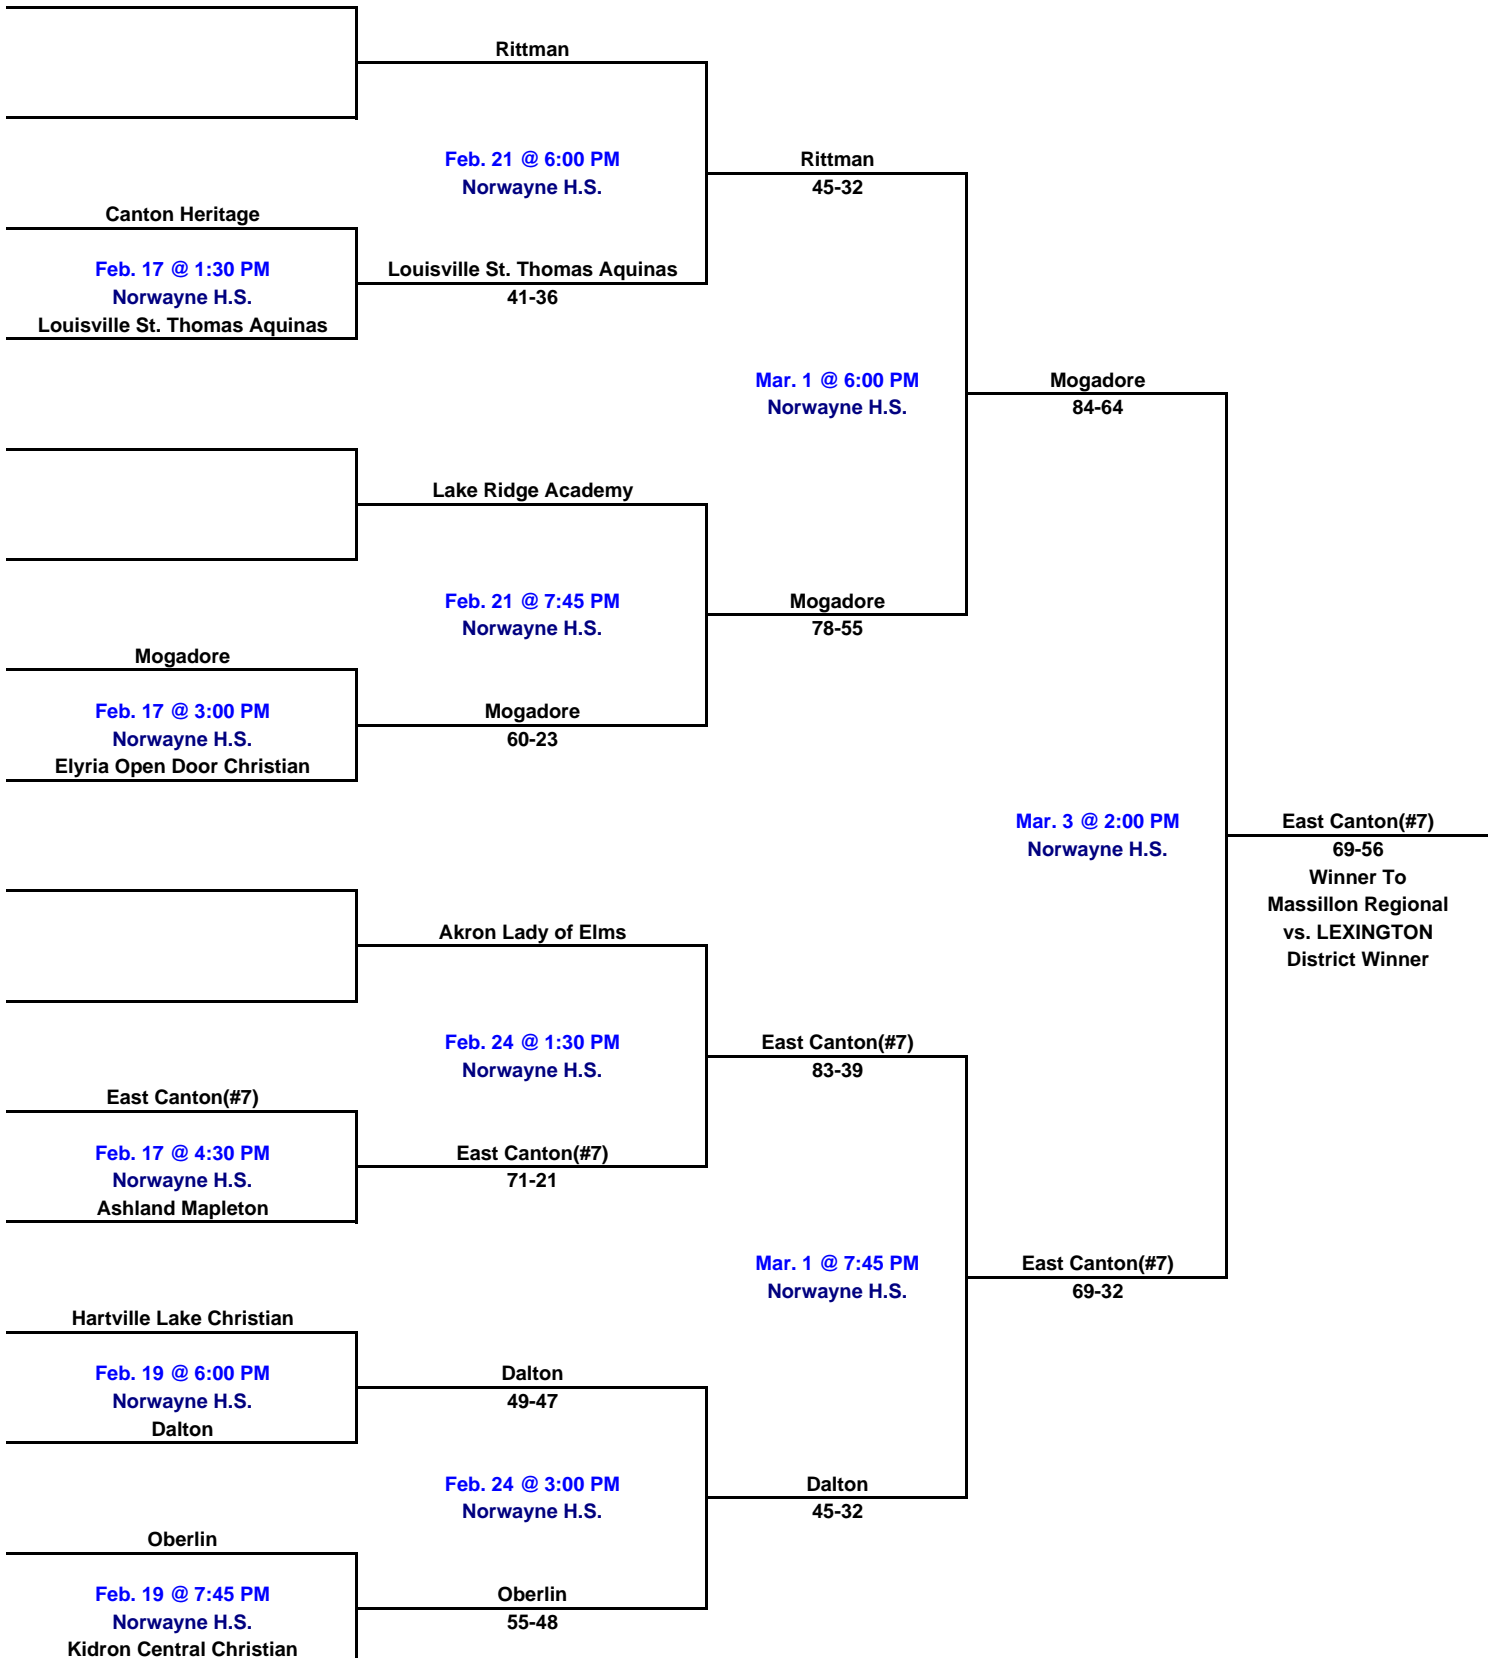 Rittman
Feb. 21 @ 6:00 PM
Norwayne H.S.
Rittman
45-32
Canton Heritage
Feb. 17 @ 1:30 PM
Norwayne H.S.
Louisville St. Thomas Aquinas
Louisville St. Thomas Aquinas
41-36
Mar. 1 @ 6:00 PM
Norwayne H.S.
Mogadore
84-64
Lake Ridge Academy
Feb. 21 @ 7:45 PM
Norwayne H.S.
Mogadore
78-55
Mogadore
Feb. 17 @ 3:00 PM
Norwayne H.S.
Elyria Open Door Christian
Mogadore
60-23
Mar. 3 @ 2:00 PM
Norwayne H.S.
East Canton(#7)
69-56
Winner To
Massillon Regional
vs. LEXINGTON
District Winner
Akron Lady of Elms
Feb. 24 @ 1:30 PM
Norwayne H.S.
East Canton(#7)
83-39
East Canton(#7)
Feb. 17 @ 4:30 PM
Norwayne H.S.
Ashland Mapleton
East Canton(#7)
71-21
Mar. 1 @ 7:45 PM
Norwayne H.S.
East Canton(#7)
69-32
Hartville Lake Christian
Feb. 19 @ 6:00 PM
Norwayne H.S.
Dalton
Dalton
49-47
Feb. 24 @ 3:00 PM
Norwayne H.S.
Dalton
45-32
Oberlin
Feb. 19 @ 7:45 PM
Norwayne H.S.
Kidron Central Christian
Oberlin
55-48